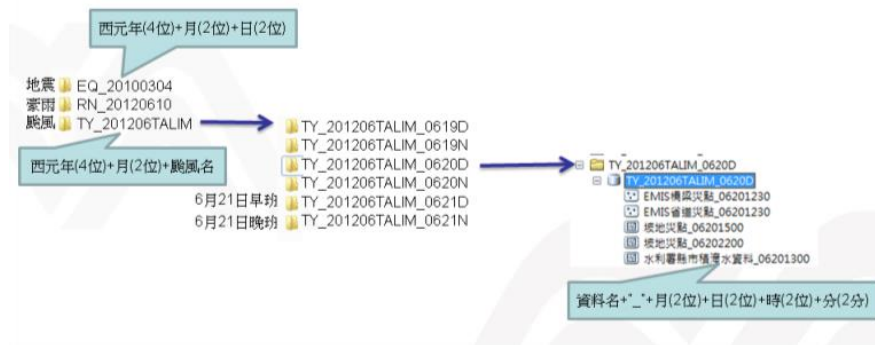 西元年(4位)+月(2位)+日(2位)
地震 EQ_20100304
豪雨 RN_20120610
颱風 TY_201206TALIM
西元年(4位)+月(2位)+颱風名
TY_201206TALIM_0619D
TY_201206TALIM_0619N
TY_201206TALIM_0620D
TY_201206TALIM_0620N
6月21日早班 TY_201206TALIM_0621D
6月21日晚班 TY_201206TALIM_0621N
TY_201206TALIM_0620D
TY_201206TALIM_0620D
EMIS橋梁災點_06201230
EMIS省道災點_06201230
坡地災點_06201500
坡地災點_06202200
水利署縣市積淹水資料_06201300
資料名+"_"+月(2位)+日(2位)+時(2位)+分(2分)